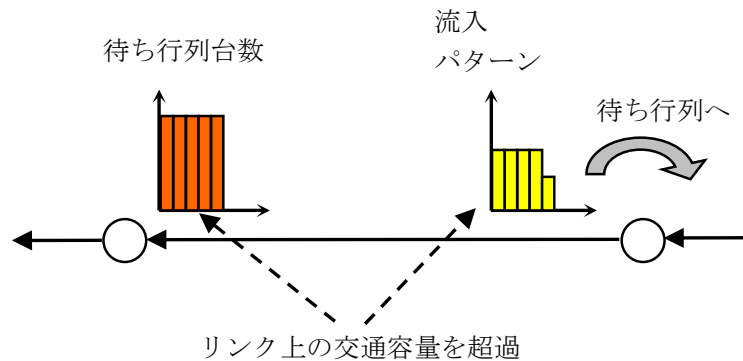 待ち行列台数
流入
パターン
待ち行列へ
リンク上の交通容量を超過